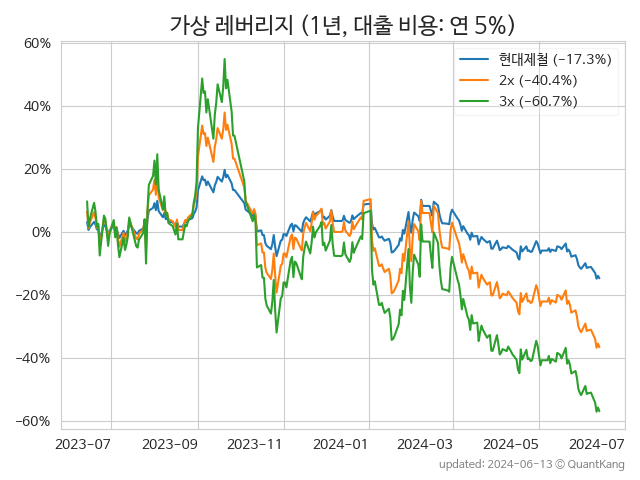 가상 레버리지 (1년, 대출 비용: 연 5%)
현대제철 (-17.3%)
2x (-40.4%)
3x (-60.7%)
60%
40%
20%
0%
-20%
-40%
-60%
2023-07
2023-09
2023-11
2024-01
2024-03
2024-05
2024-07
updated: 2024-06-13 © QuantKang